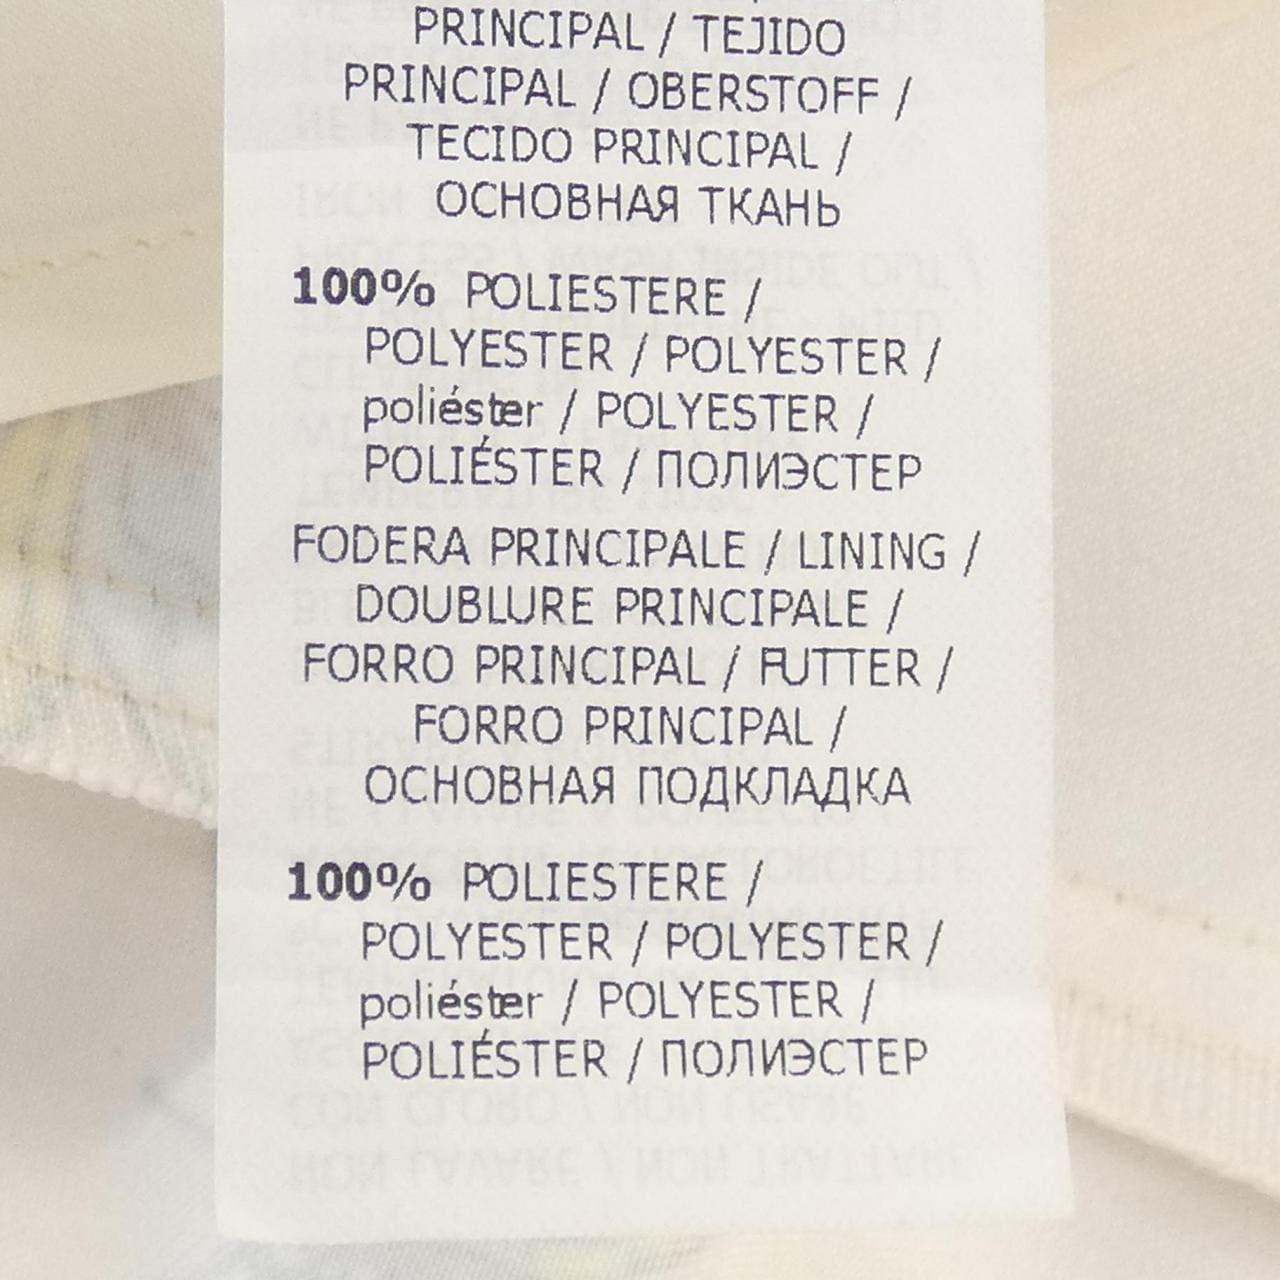 PRINCIPAL / TEJIDO
PRINCIPAL / OBERSTOFF /
TECIDO PRINCIPAL /
ОСНОВНАЯ ТКАНЬ
100% POLIESTERE /
POLYESTER / POLYESTER /
poliéster / POLYESTER /
POLIÉSTER / ПОЛИЭСТЕР
FODERA PRINCIPALE / LINING /
DOUBLURE PRINCIPALE /
FORRO PRINCIPAL / FUTTER /
FORRO PRINCIPAL /
ОСНОВНАЯ ПОДКЛАДКА
100% POLIESTERE /
POLYESTER / POLYESTER /
poliéster / POLYESTER /
POLIÉSTER / ПОЛИЭСТЕР